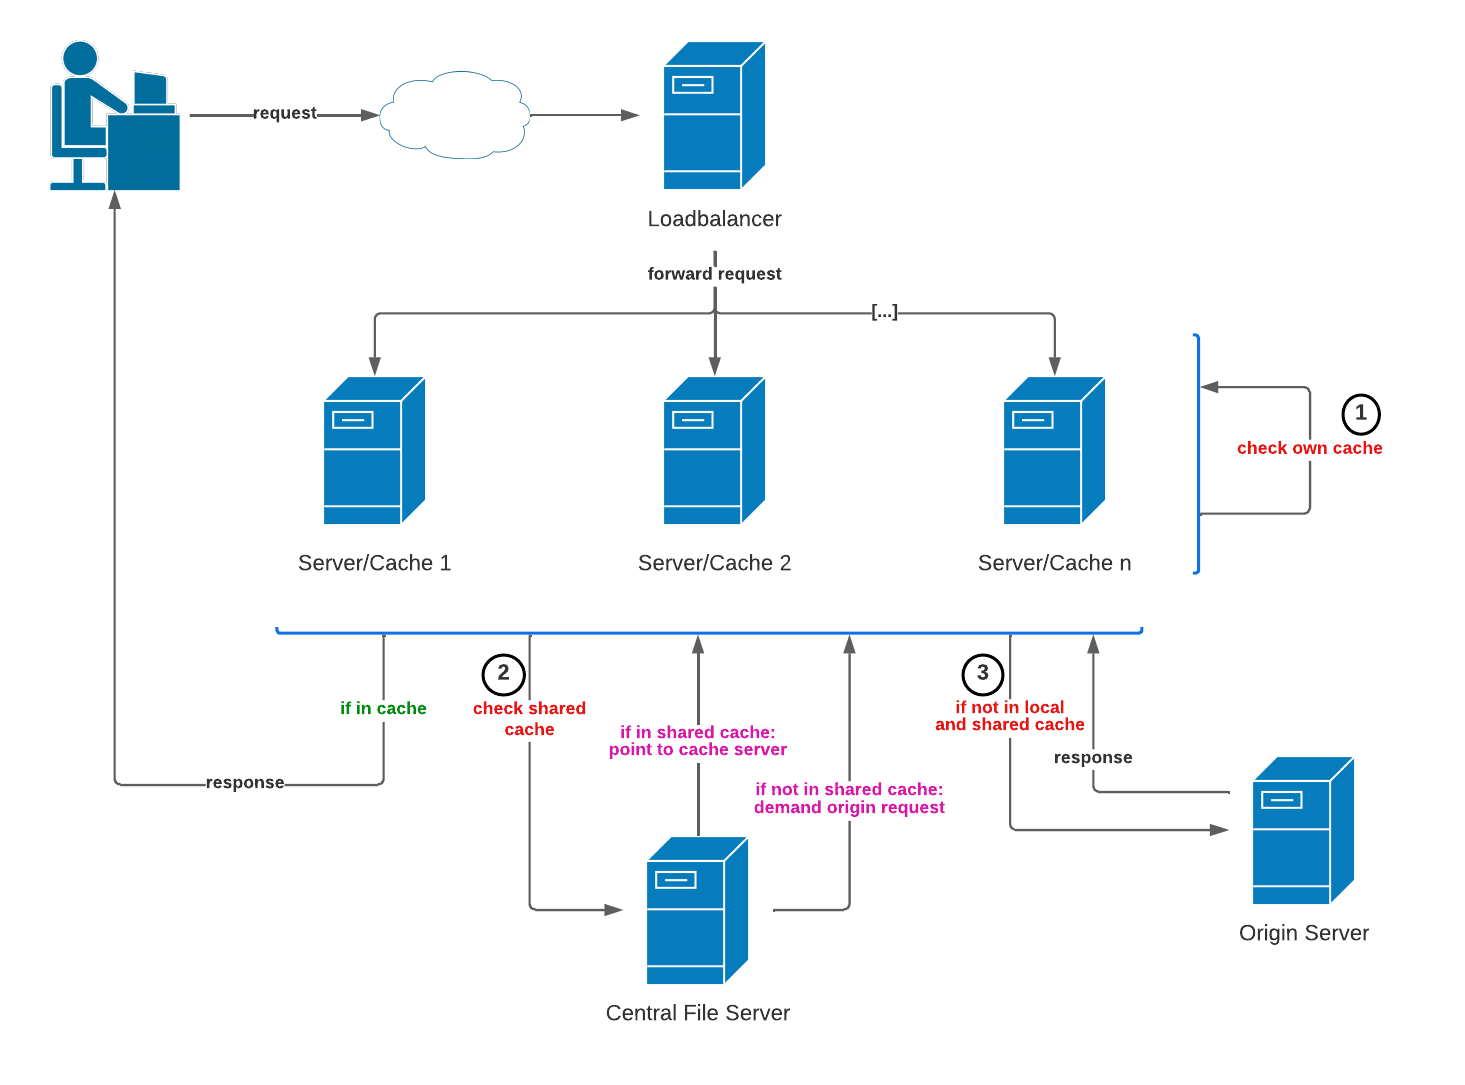 request
Loadbalancer
forward request
[...]
1
check own cache
Server/Cache 1
Server/Cache 2
Server/Cache n
2
3
if in cache
check shared
cache
if in shared cache:
point to cache server
if not in local
and shared cache
response
response
if not in shared cache:
demand origin request
Origin Server
Central File Server